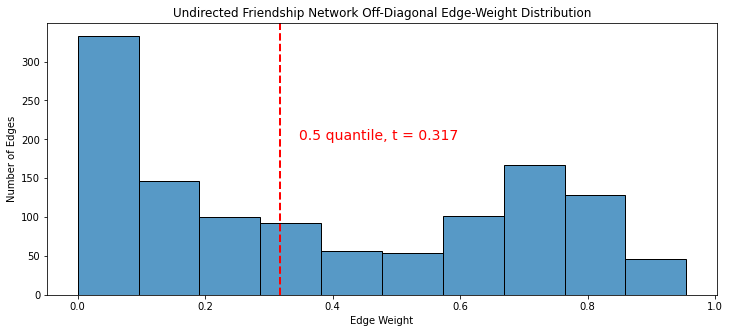 Undirected Friendship Network Off-Diagonal Edge-Weight Distribution
300
250
200
150
100
50
0
Number of Edges
0.5 quantile, t = 0.317
0.0 0.2 0.4 0.6 0.8 1.0
Edge Weight